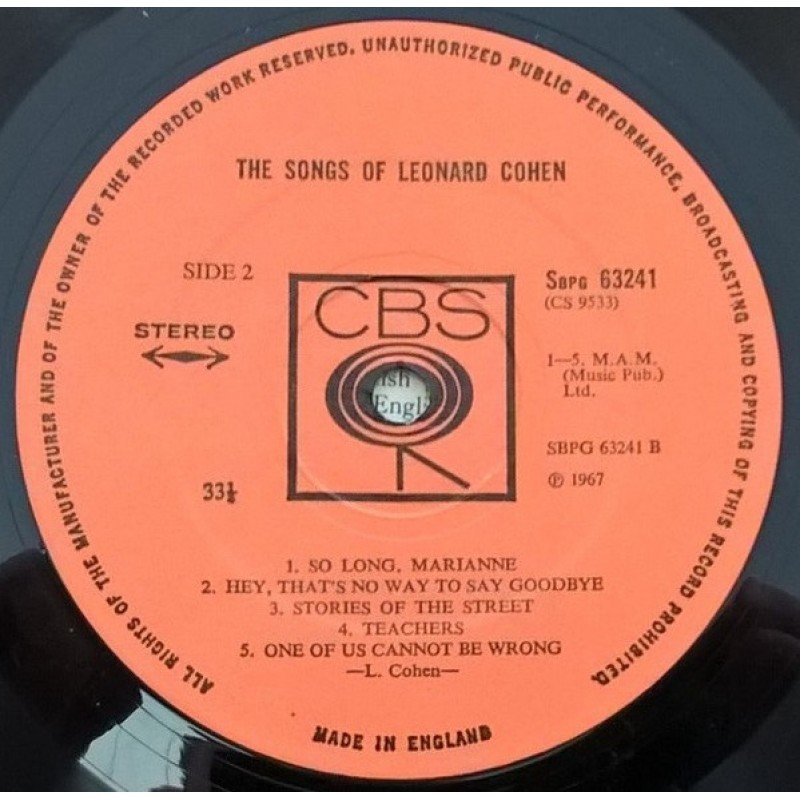 ALL RIGHTS OF THE MANUFACTURER AND OF THE OWNER OF THE RECORDED WORK RESERVED, UNAUTHORIZED PUBLIC PERFORMANCE, BROADCASTING AND COPYING OF THIS RECORD PROHIBITED.
THE SONGS OF LEONARD COHEN
SIDE 2
STEREO
33⅓
CBS
ish
Engli
SBPG 63241
(CS 9533)
1—5. M.A.M.
(Music Pub.)
Ltd.
SBPG 63241 B
℗ 1967
1. SO LONG, MARIANNE
2. HEY, THAT'S NO WAY TO SAY GOODBYE
3. STORIES OF THE STREET
4. TEACHERS
5. ONE OF US CANNOT BE WRONG
—L. Cohen—
MADE IN ENGLAND